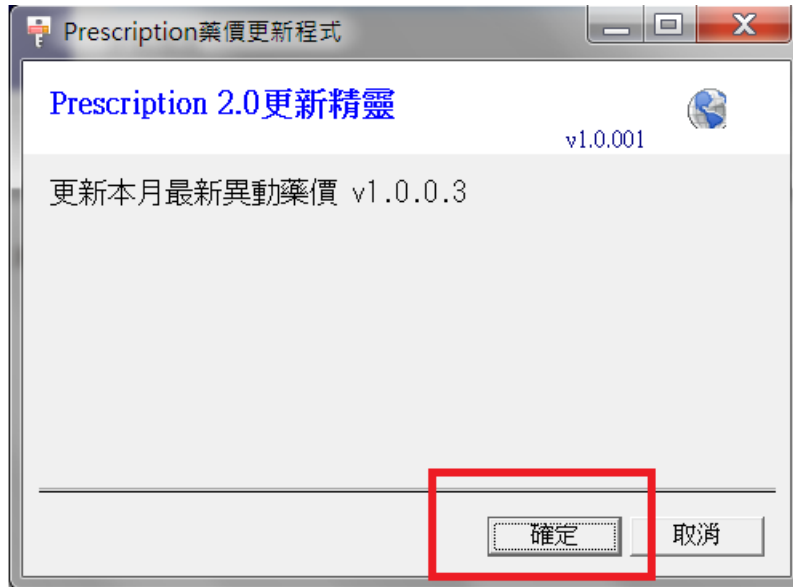 Prescription藥價更新程式
Prescription 2.0更新精靈
v1.0.001
更新本月最新異動藥價 v1.0.0.3
確定
取消